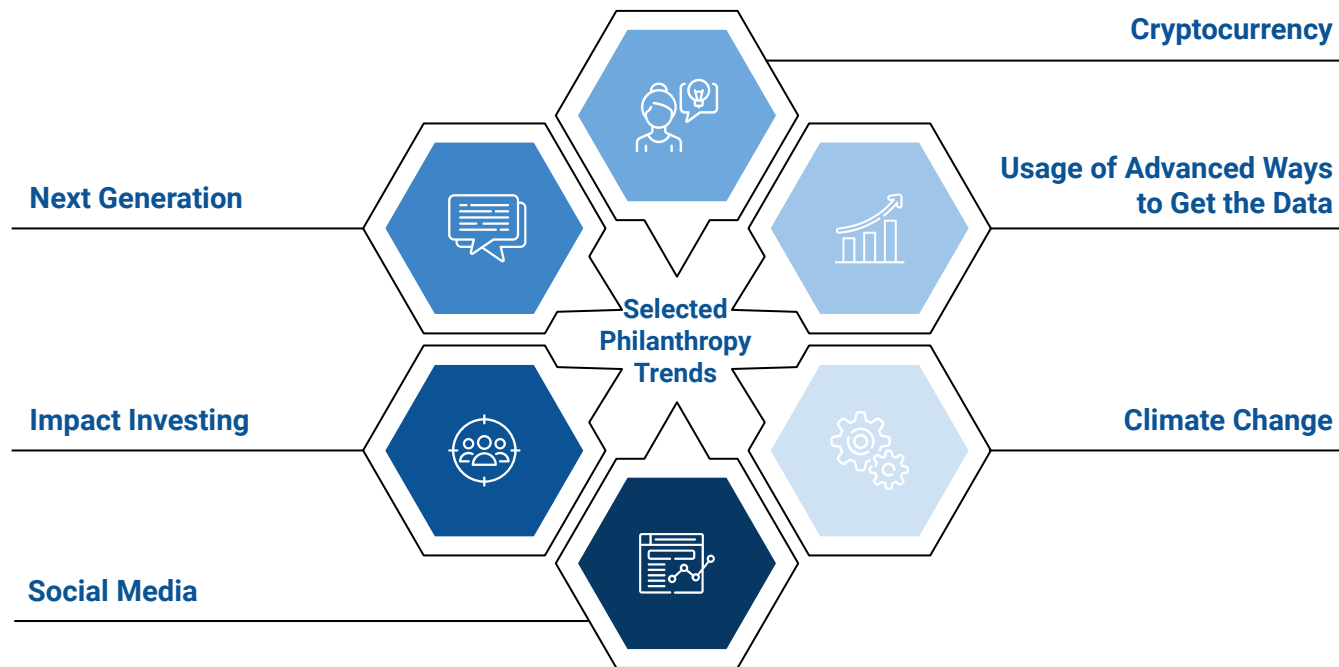 Cryptocurrency
Next Generation
Usage of Advanced Ways
to Get the Data
Selected
Philanthropy
Trends
Impact Investing
Climate Change
Social Media